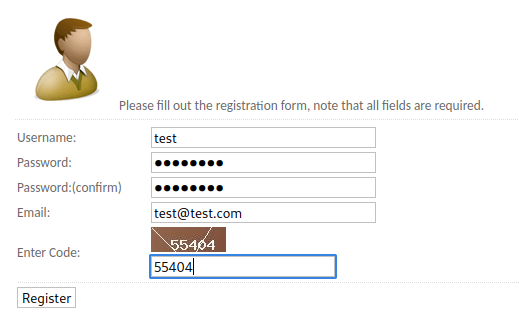 Please fill out the registration form, note that all fields are required.
Username: test
Password: ●●●●●●●●
Password:(confirm) ●●●●●●●●
Email: test@test.com
55404
Enter Code:
55404
Register